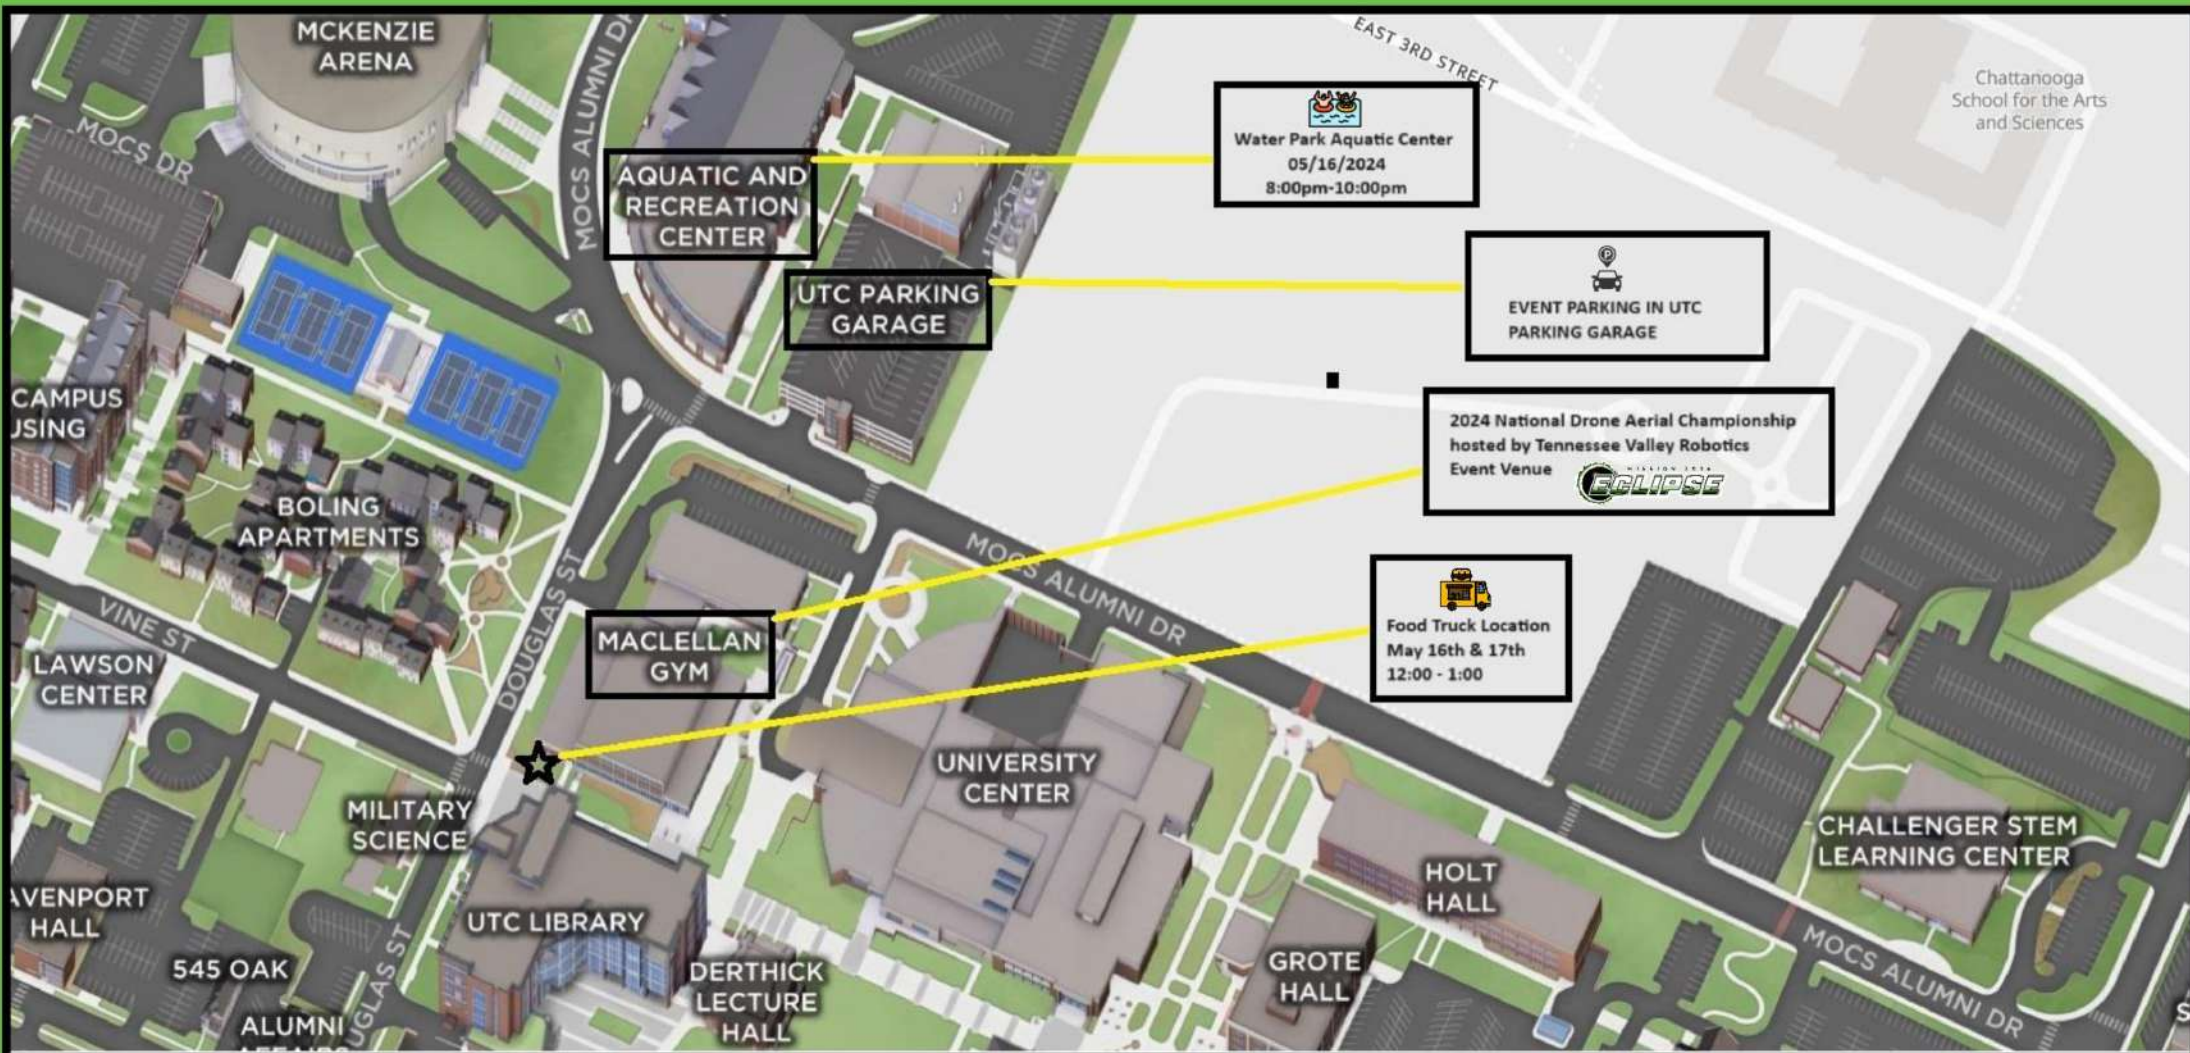 MCKENZIE
ARENA
MOCS DR
MOCS ALUMNI DR
EAST 3RD STREET
Chattanooga
School for the Arts
and Sciences
Water Park Aquatic Center
05/16/2024
8:00pm-10:00pm
AQUATIC AND
RECREATION
CENTER
UTC PARKING
GARAGE
P
EVENT PARKING IN UTC
PARKING GARAGE
CAMPUS
USING
2024 National Drone Aerial Championship
hosted by Tennessee Valley Robotics
Event Venue
ECLIPSE
BOLING
APARTMENTS
MOCS ALUMNI DR
DOUGLAS ST
VINE ST
Food Truck Location
May 16th & 17th
12:00 - 1:00
MACLELLAN
GYM
LAWSON
CENTER
UNIVERSITY
CENTER
MILITARY
SCIENCE
CHALLENGER STEM
LEARNING CENTER
HOLT
HALL
AVENPORT
HALL
UTC LIBRARY
545 OAK
UGLAS ST
DERTHICK
LECTURE
HALL
GROTE
HALL
MOCS ALUMNI DR
ALUMNI
AFFAIRS
S